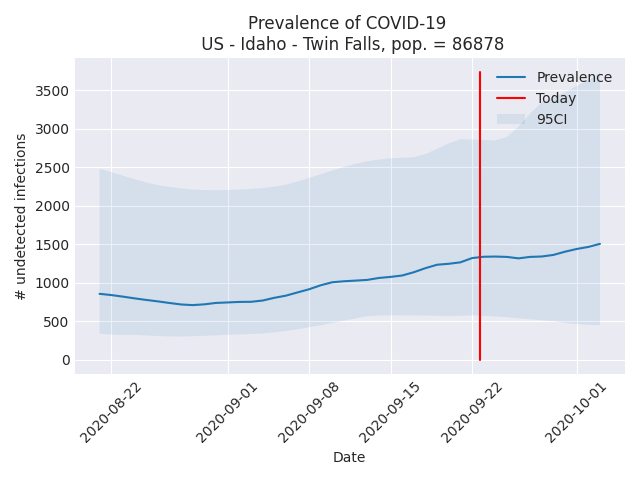 Prevalence of COVID-19
US - Idaho - Twin Falls, pop. = 86878
Prevalence
Today
95CI
3500
3000
2500
2000
1500
1000
500
0
# undetected infections
2020-08-22
2020-09-01
2020-09-08
2020-09-15
2020-09-22
2020-10-01
Date